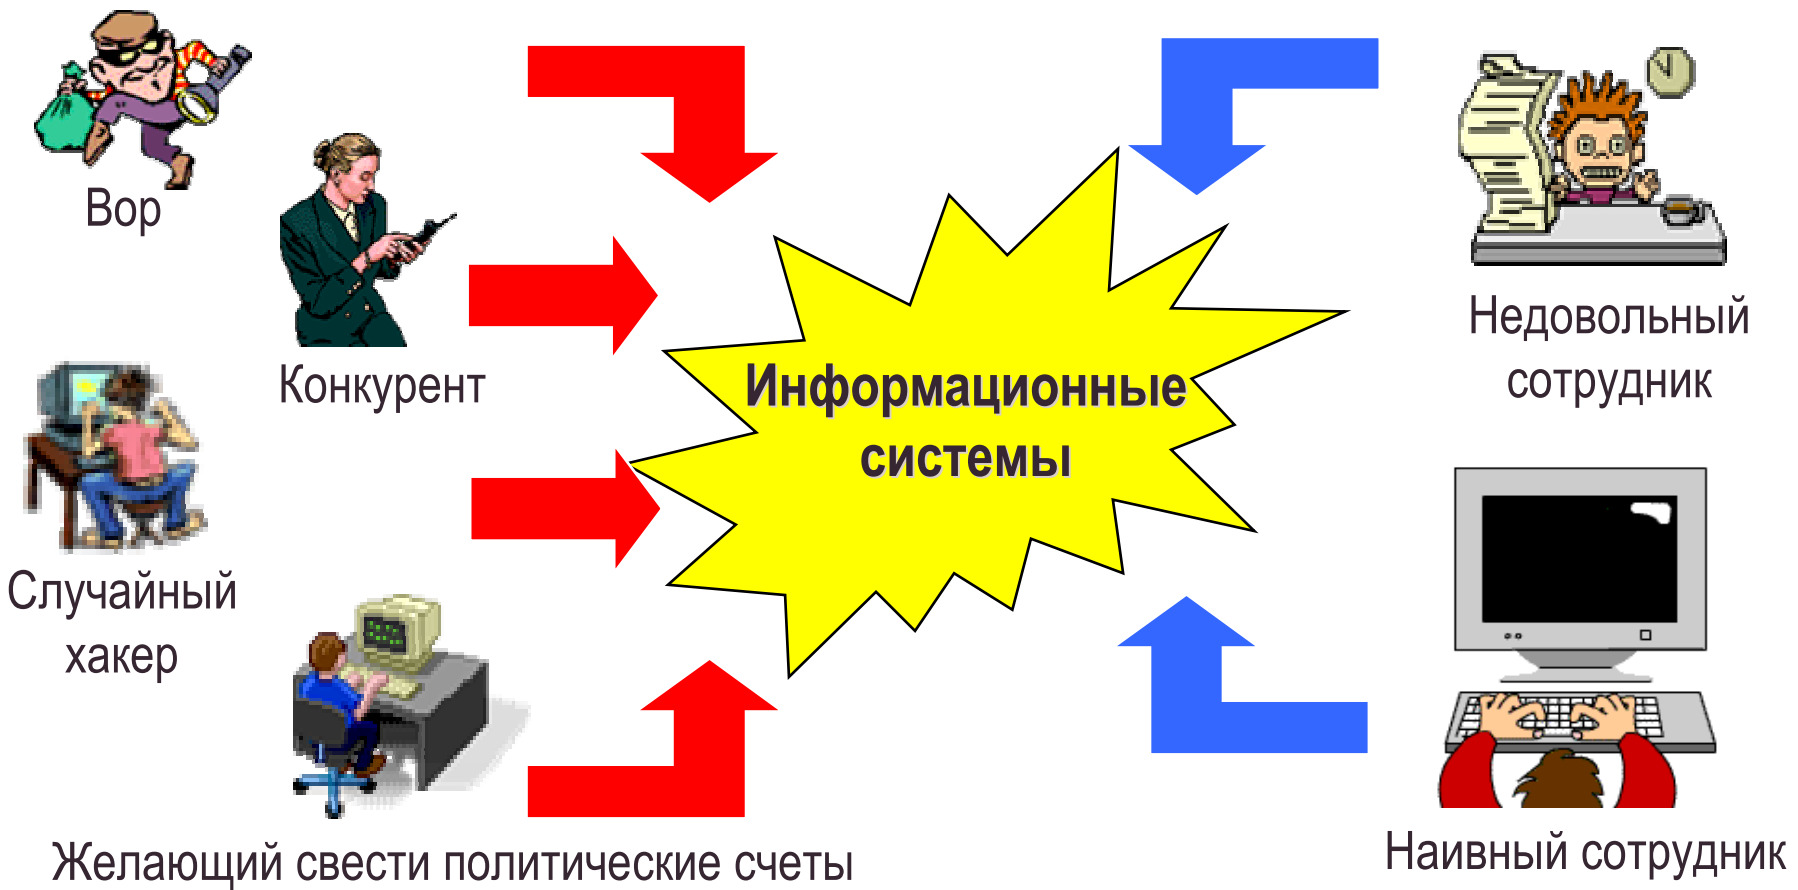 Вор
Конкурент
Случайный
хакер
Желающий свести политические счеты
Информационные
системы
Недовольный
сотрудник
Наивный сотрудник